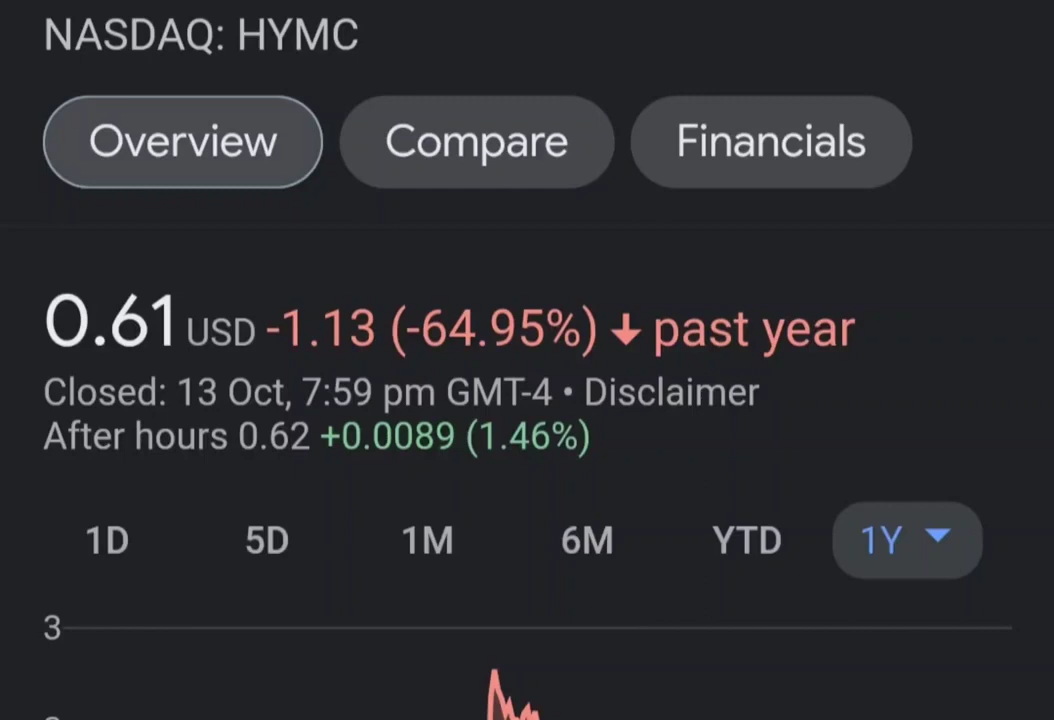 NASDAQ: HYMC
Overview Compare Financials
0.61 USD -1.13 (-64.95%) ↓ past year
Closed: 13 Oct, 7:59 pm GMT-4 • Disclaimer
After hours 0.62 +0.0089 (1.46%)
1D 5D 1M 6M YTD 1Y
3